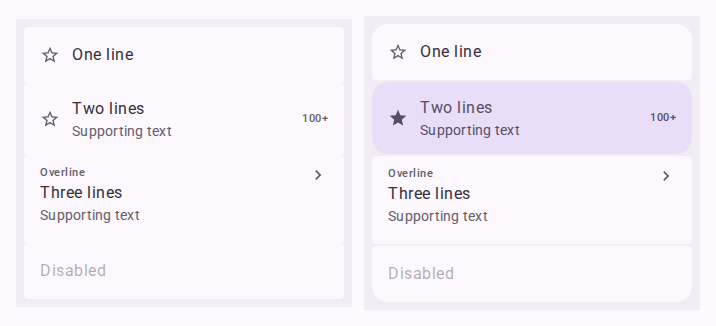 One line
Two lines
Supporting text
100+
Overline
Three lines
Supporting text
Disabled
One line
Two lines
Supporting text
100+
Overline
Three lines
Supporting text
Disabled